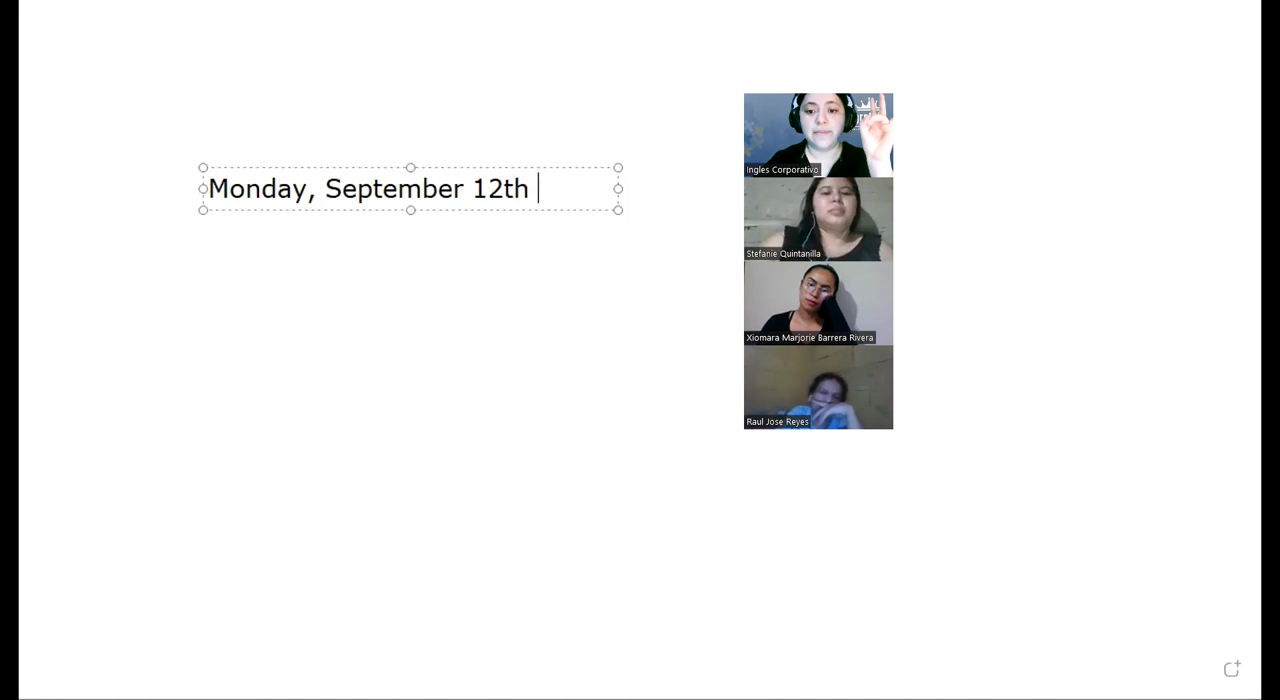 Monday, September 12th
Ingles Corporativo
Stefanie Quintanilla
Xiomara Marjorie Barrera Rivera
Raul Jose Reyes